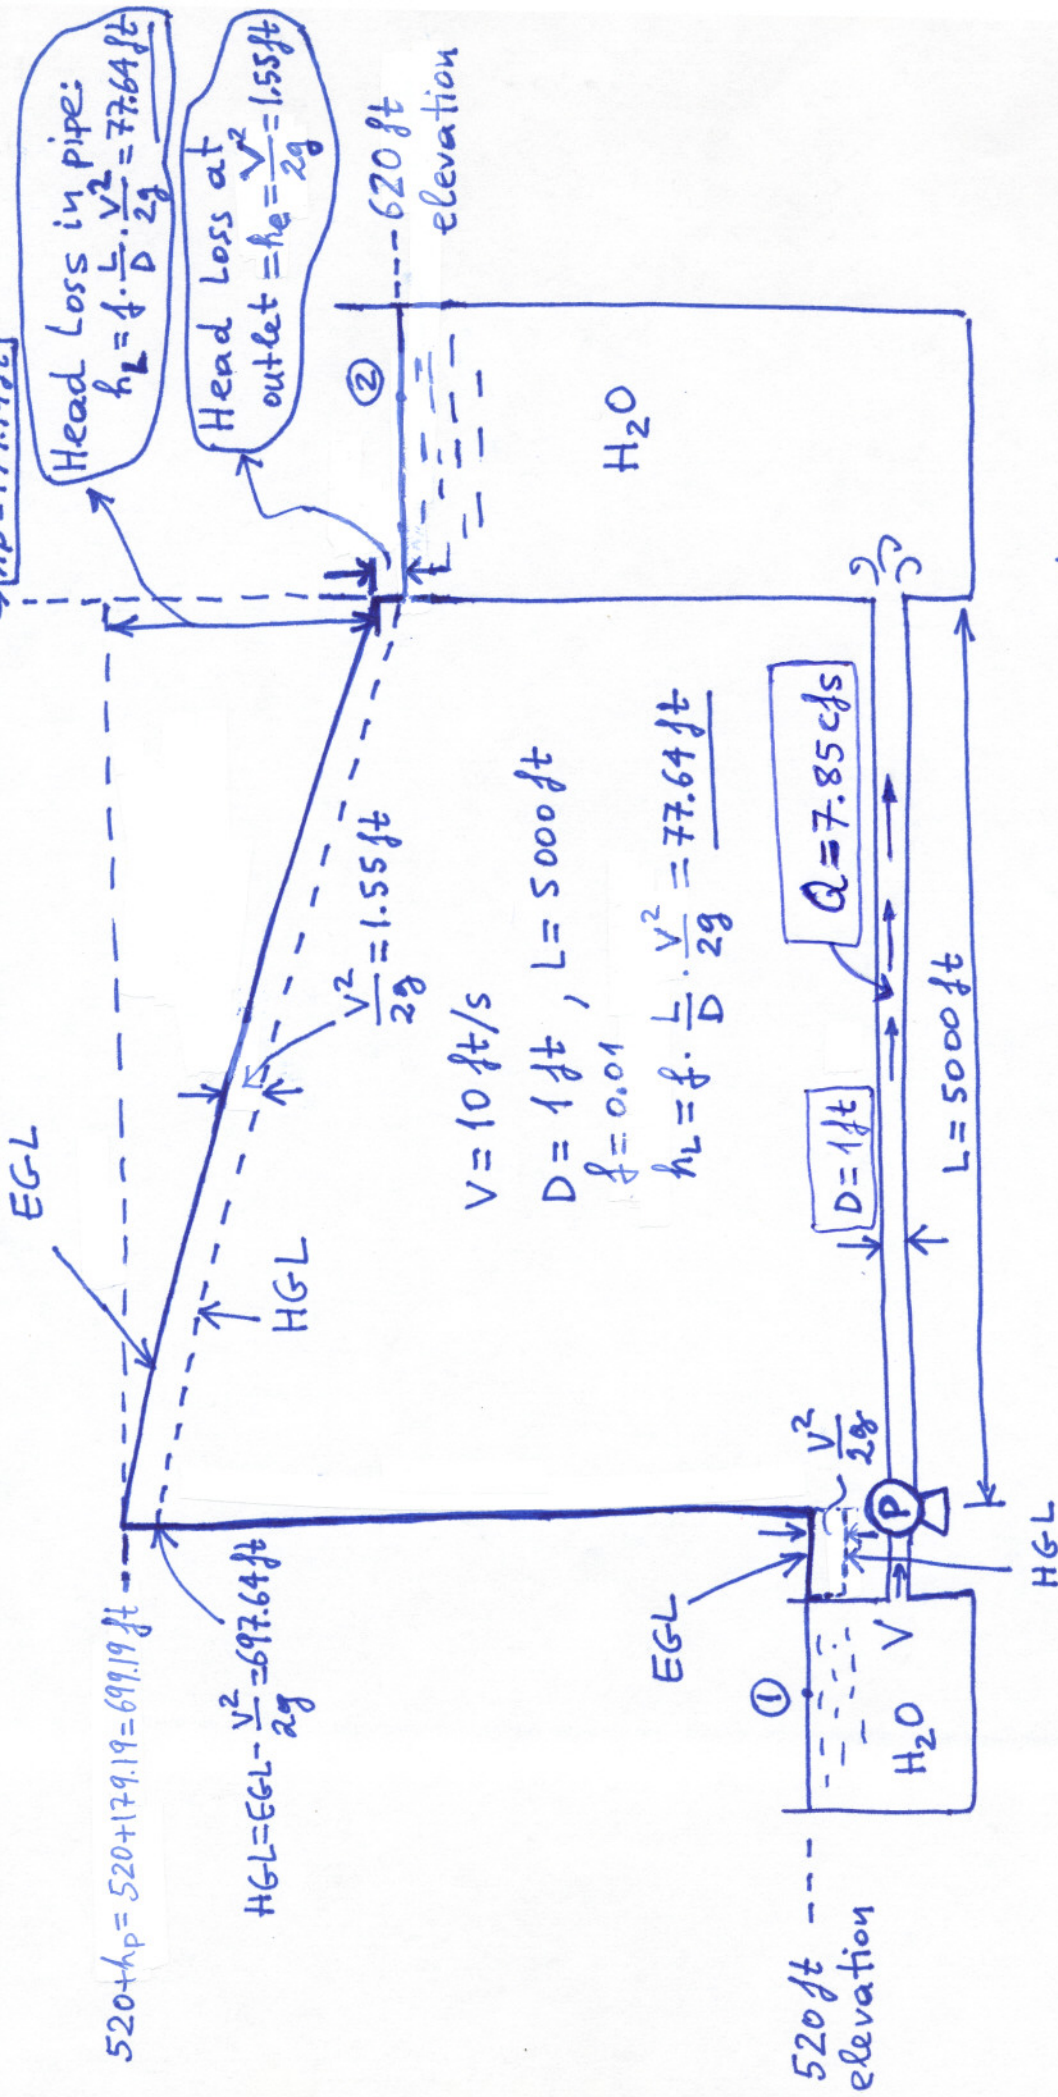 Head Loss in pipe:
h_L = f · L/D · V²/2g = 77.64 ft
Head Loss at
outlet = h_e = V²/2g = 1.55 ft
EGL
520 + h_p = 520 + 179.19 = 699.19 ft
HGL = EGL - V²/2g = 697.64 ft
HGL
V²/2g = 1.55 ft
②
620 ft
elevation
V = 10 ft/s
D = 1 ft, L = 5000 ft
f = 0.01
h_L = f · L/D · V²/2g = 77.64 ft
H₂O
EGL
V²/2g
①
520 ft
elevation
H₂O
V
P
HGL
D = 1 ft
Q = 7.85 cfs
L = 5000 ft